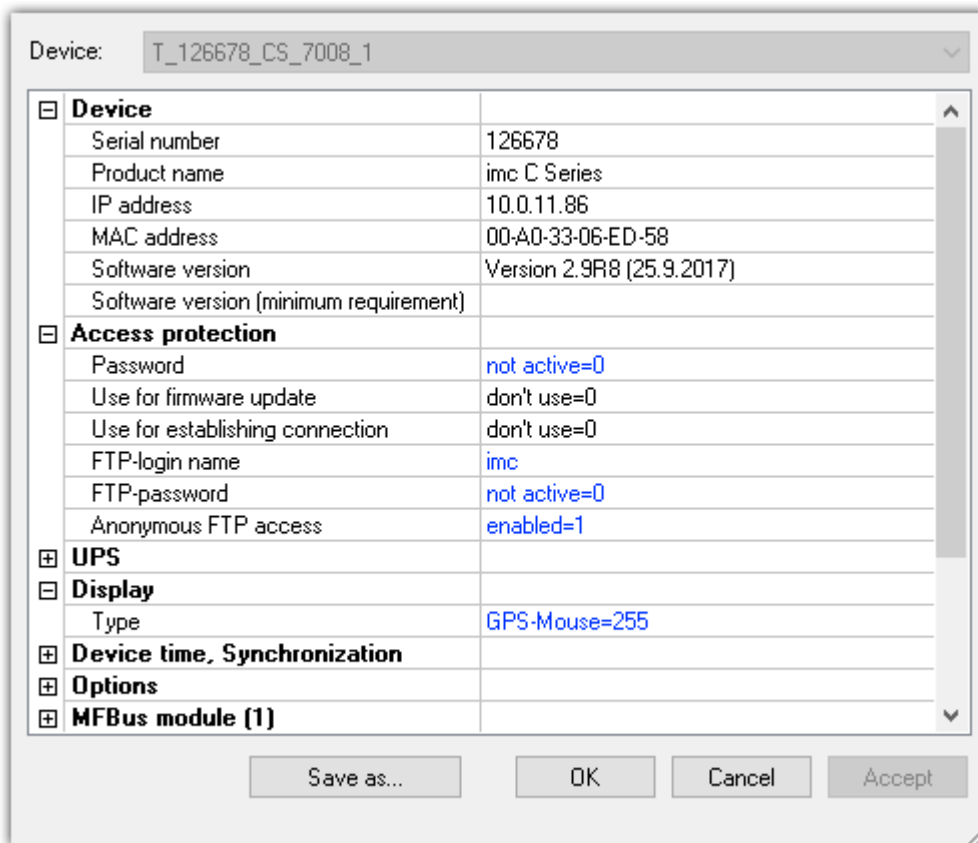 Device: T_126678_CS_7008_1
Device
Serial number 126678
Product name imc C Series
IP address 10.0.11.86
MAC address 00-A0-33-06-ED-58
Software version Version 2.9R8 (25.9.2017)
Software version (minimum requirement)
Access protection
Password not active=0
Use for firmware update don't use=0
Use for establishing connection don't use=0
FTP-login name imc
FTP-password not active=0
Anonymous FTP access enabled=1
UPS
Display
Type GPS-Mouse=255
Device time, Synchronization
Options
MFBus module (1)
Save as... OK Cancel Accept